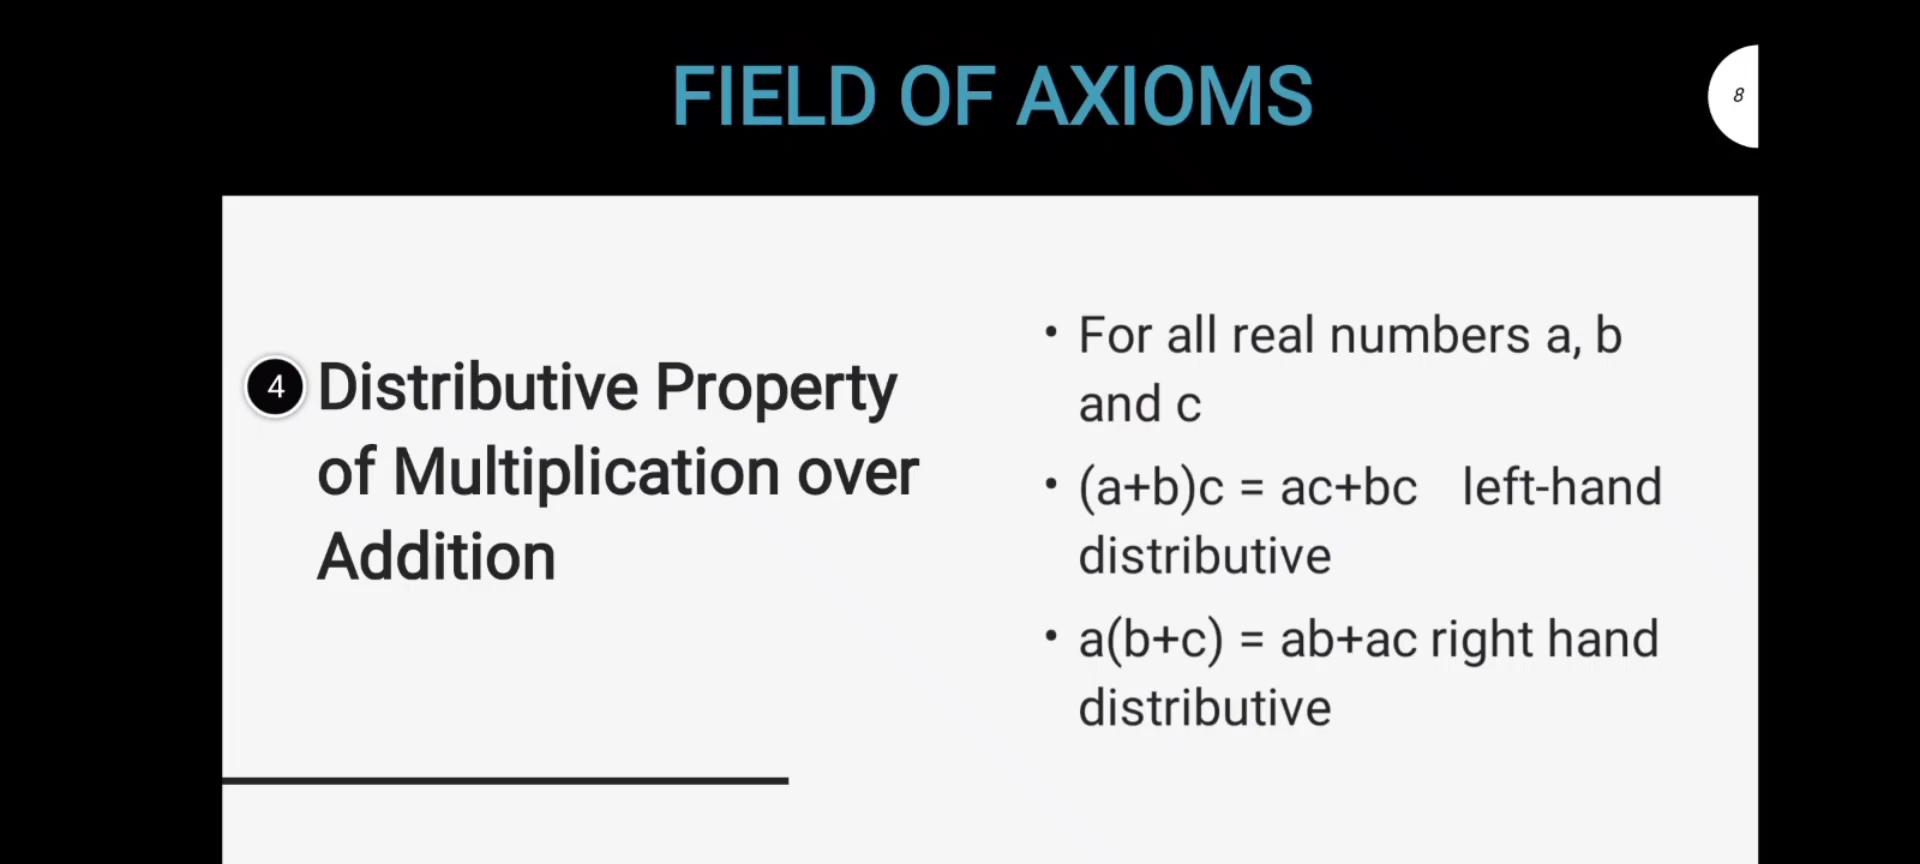 FIELD OF AXIOMS
8
4
Distributive Property
of Multiplication over
Addition
• For all real numbers a, b
and c
• (a+b)c = ac+bc left-hand
distributive
• a(b+c) = ab+ac right hand
distributive